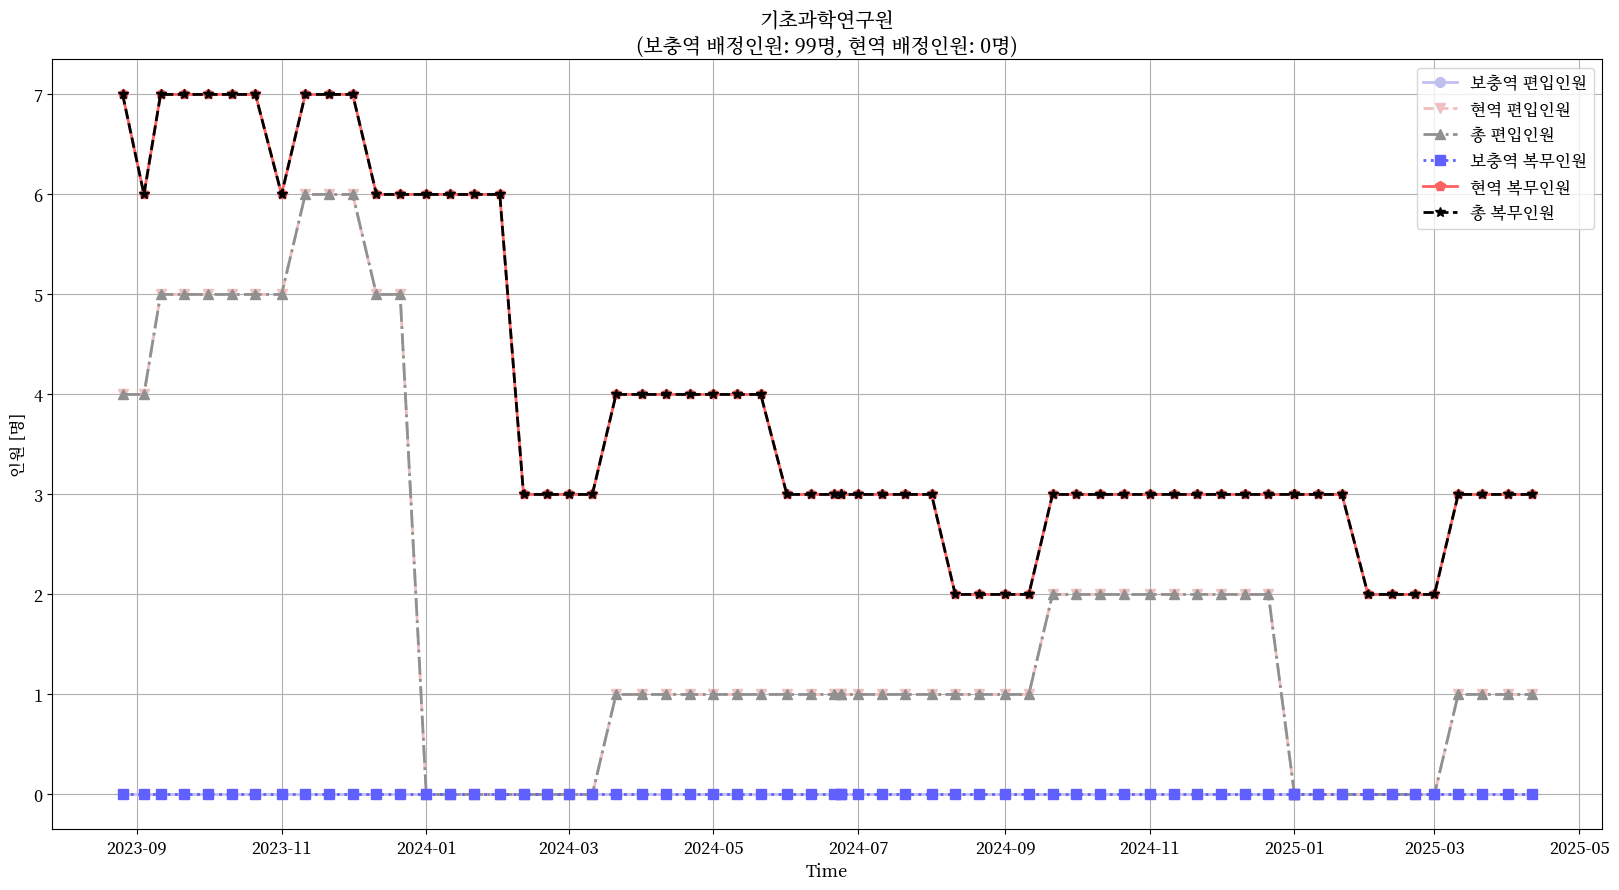 기초과학연구원
(보충역 배정인원: 99명, 현역 배정인원: 0명)
보충역 편입인원
현역 편입인원
총 편입인원
보충역 복무인원
현역 복무인원
총 복무인원
인원 [명]
7
6
5
4
3
2
1
0
2023-09 2023-11 2024-01 2024-03 2024-05 2024-07 2024-09 2024-11 2025-01 2025-03 2025-05
Time